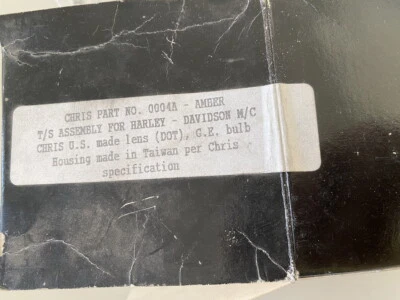 CHRIS PART NO. 0004A - AMBER
T/S ASSEMBLY FOR HARLEY - DAVIDSON M/C
CHRIS U.S. made lens (DOT), G.E. bulb
Housing made in Taiwan per Chris
specification